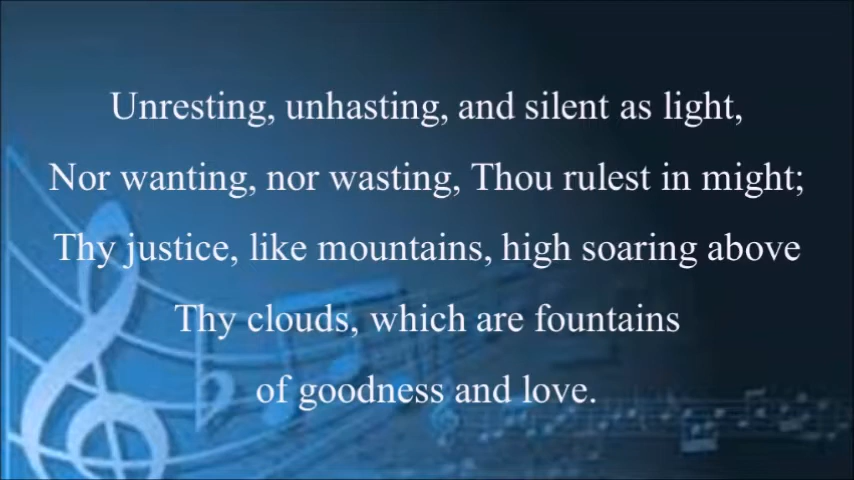 Unresting, unhasting, and silent as light,
Nor wanting, nor wasting, Thou rulest in might;
Thy justice, like mountains, high soaring above
Thy clouds, which are fountains
of goodness and love.